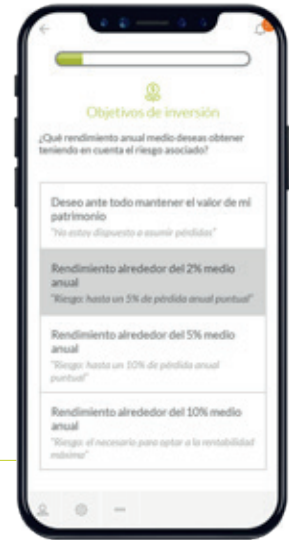 Objetivos de inversión
¿Qué rendimiento anual medio deseas obtener
teniendo en cuenta el riesgo asociado?
Deseo ante todo mantener el valor de mi
patrimonio
"No estoy dispuesto a asumir pérdidas"
Rendimiento alrededor del 2% medio
anual
"Riesgo: hasta un 5% de pérdida anual puntual"
Rendimiento alrededor del 5% medio
anual
"Riesgo: hasta un 10% de pérdida anual
puntual"
Rendimiento alrededor del 10% medio
anual
"Riesgo: el necesario para optar a la rentabilidad
máxima"